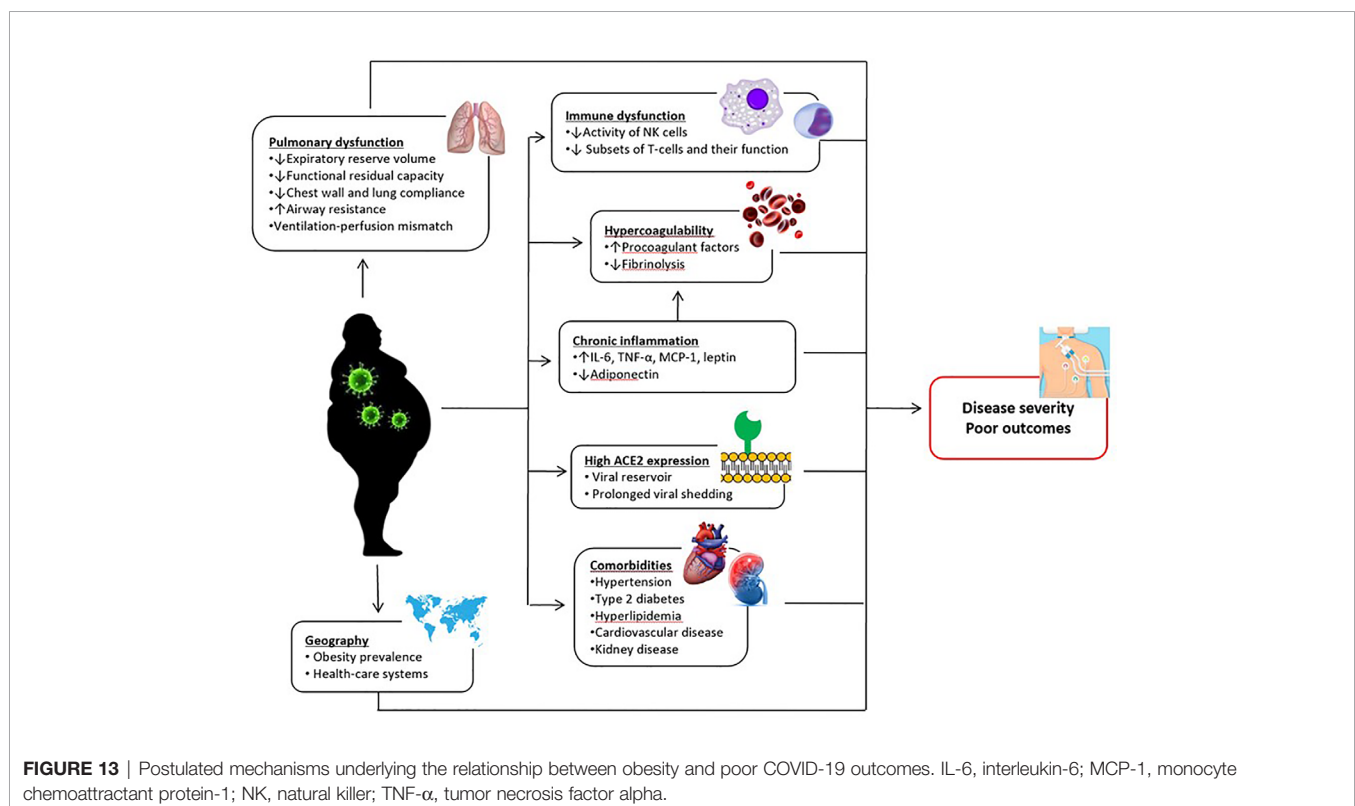 Pulmonary dysfunction
•↓Expiratory reserve volume
•↓Functional residual capacity
•↓Chest wall and lung compliance
•↑Airway resistance
•Ventilation-perfusion mismatch
Immune dysfunction
•↓Activity of NK cells
•↓ Subsets of T-cells and their function
Hypercoagulability
•↑Procoagulant factors
•↓Fibrinolysis
Chronic inflammation
•↑IL-6, TNF-α, MCP-1, leptin
•↓Adiponectin
High ACE2 expression
• Viral reservoir
• Prolonged viral shedding
Comorbidities
•Hypertension
•Type 2 diabetes
•Hyperlipidemia
•Cardiovascular disease
•Kidney disease
Geography
• Obesity prevalence
• Health-care systems
Disease severity
Poor outcomes
FIGURE 13 | Postulated mechanisms underlying the relationship between obesity and poor COVID-19 outcomes. IL-6, interleukin-6; MCP-1, monocyte
chemoattractant protein-1; NK, natural killer; TNF-α, tumor necrosis factor alpha.